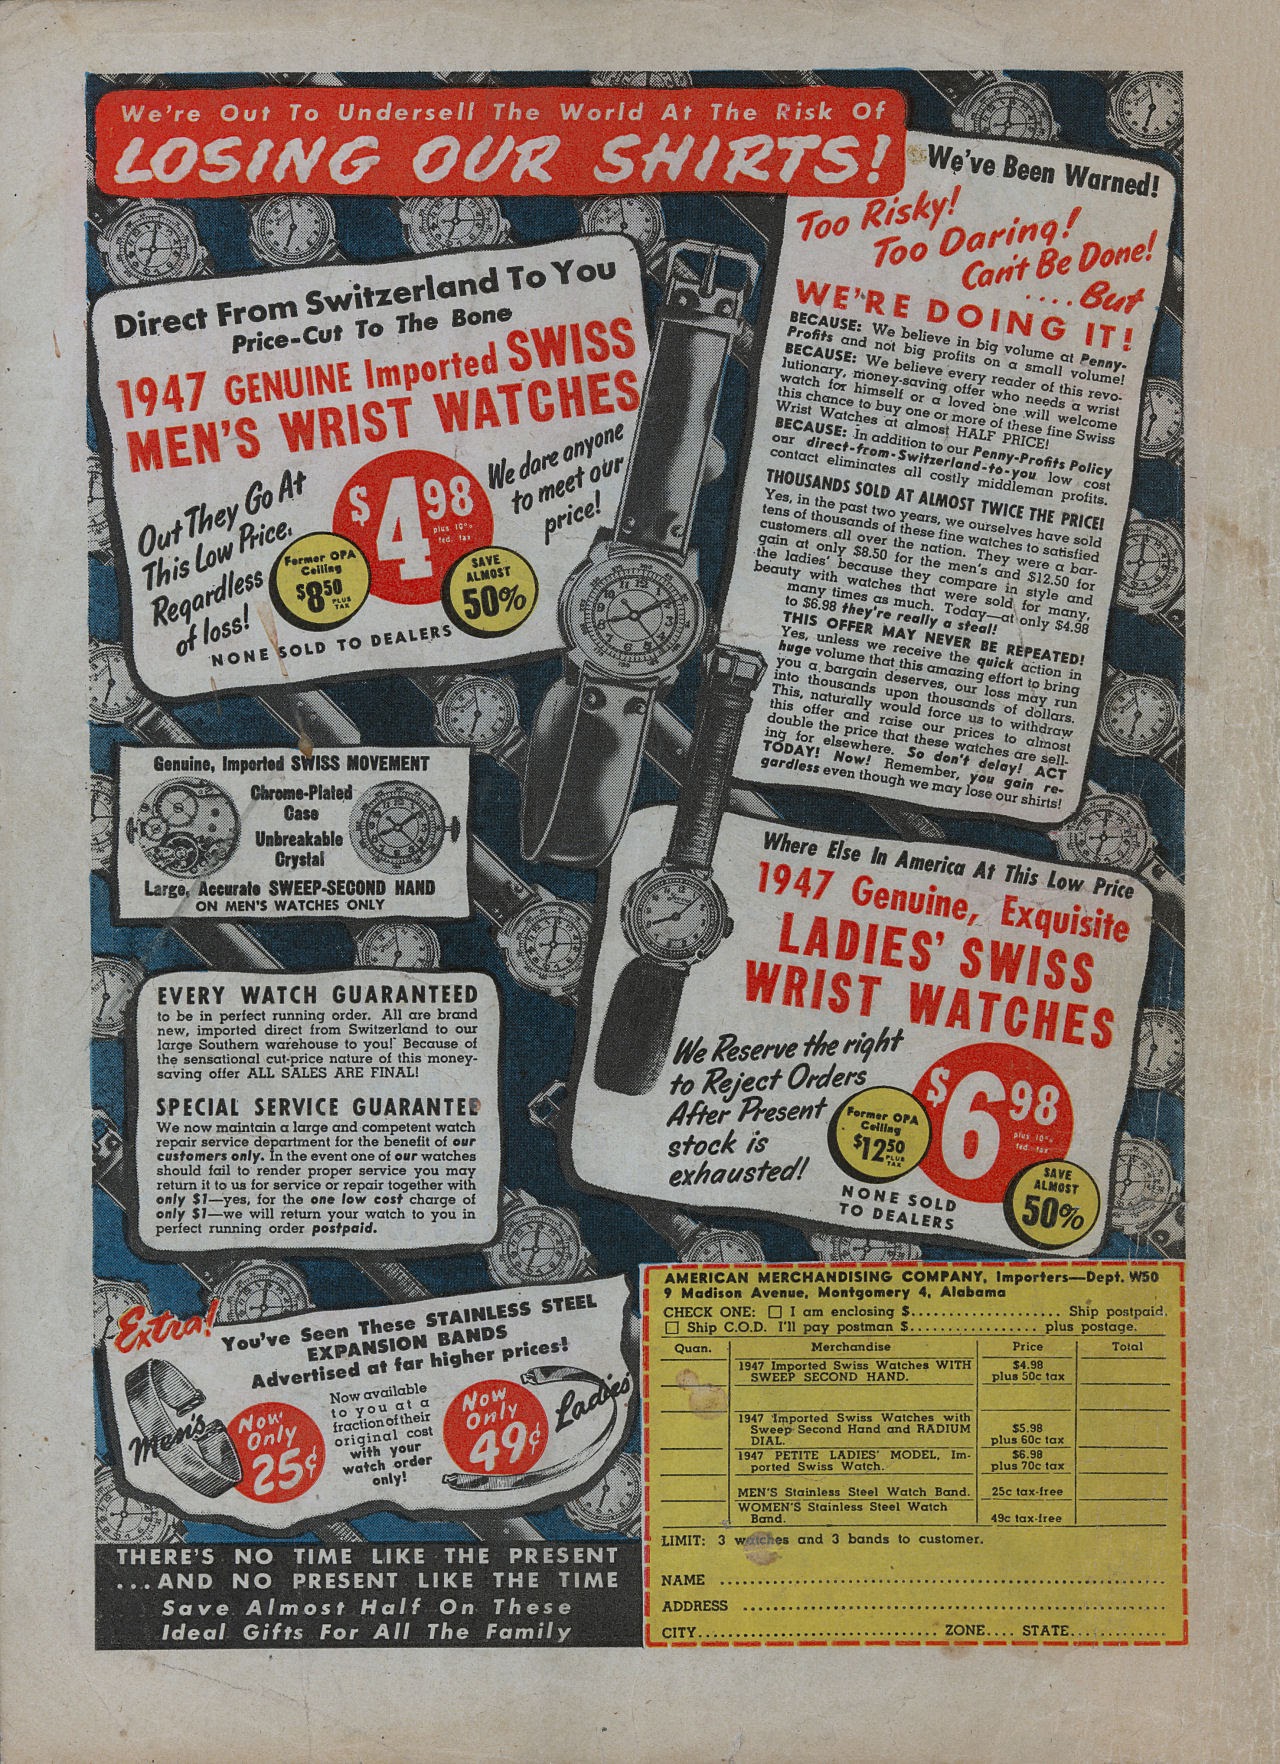 We're Out To Undersell The World At The Risk Of
LOSING OUR SHIRTS!
We've Been Warned!
Too Risky!
Too Daring!
Can't Be Done!
....But
WE'RE DOING IT!
BECAUSE: We believe in big volume at Penny-
Profits and not big profits on a small volume!
BECAUSE: We believe every reader of this revo-
lutionary, money-saving offer who needs a wrist
watch for himself or a loved one will welcome
this chance to buy one or more of these fine Swiss
Wrist Watches at almost HALF PRICE!
BECAUSE: In addition to our Penny-Profits Policy
our direct-from-Switzerland-to-you low cost
contact eliminates all costly middleman profits.
THOUSANDS SOLD AT ALMOST TWICE THE PRICE!
Yes, in the past two years, we ourselves have sold
tens of thousands of these fine watches to satisfied
customers all over the nation. They were a bar-
gain at only $8.50 for the men's and $12.50 for
the ladies' because they compare in style and
beauty with watches that were sold for many,
many times as much. Today—at only $4.98
to $6.98 they're really a steal!
THIS OFFER MAY NEVER BE REPEATED!
Yes, unless we receive the quick action in
huge volume that this amazing effort to bring
you a bargain deserves, our loss may run
into thousands upon thousands of dollars.
This, naturally would force us to withdraw
this offer and raise our prices to almost
double the price that these watches are sell-
ing for elsewhere. So don't delay! ACT
TODAY! Now! Remember, you gain re-
gardless even though we may lose our shirts!
Direct From Switzerland To You
Price-Cut To The Bone
1947 GENUINE Imported SWISS
MEN'S WRIST WATCHES
Out They Go At
This Low Price,
Regardless
of loss!
$4.98
plus 10%
fed. tax
We dare anyone
to meet our
price!
Former OPA
Ceiling
$8.50
PLUS
TAX
SAVE
ALMOST
50%
NONE SOLD TO DEALERS
Genuine, Imported SWISS MOVEMENT
Chrome-Plated
Case
Unbreakable
Crystal
Large, Accurate SWEEP-SECOND HAND
ON MEN'S WATCHES ONLY
Where Else In America At This Low Price
1947 Genuine, Exquisite
LADIES' SWISS
WRIST WATCHES
We Reserve the right
to Reject Orders
After Present
stock is
exhausted!
$6.98
plus 10%
fed. tax
Former OPA
Ceiling
$12.50
PLUS
TAX
SAVE
ALMOST
50%
NONE SOLD
TO DEALERS
EVERY WATCH GUARANTEED
to be in perfect running order. All are brand
new, imported direct from Switzerland to our
large Southern warehouse to you! Because of
the sensational cut-price nature of this money-
saving offer ALL SALES ARE FINAL!
SPECIAL SERVICE GUARANTEE
We now maintain a large and competent watch
repair service department for the benefit of our
customers only. In the event one of our watches
should fail to render proper service you may
return it to us for service or repair together with
only $1—yes, for the one low cost charge of
only $1—we will return your watch to you in
perfect running order postpaid.
Extra!
You've Seen These STAINLESS STEEL
EXPANSION BANDS
Advertised at far higher prices!
Men's
Now
Only
25¢
Now available
to you at a
fraction of their
original cost
with your
watch order
only!
Now
Only
49¢
Ladies'
THERE'S NO TIME LIKE THE PRESENT
...AND NO PRESENT LIKE THE TIME
Save Almost Half On These
Ideal Gifts For All The Family
AMERICAN MERCHANDISING COMPANY, Importers—Dept. W50
9 Madison Avenue, Montgomery 4, Alabama
CHECK ONE: ☐ I am enclosing $..................... Ship postpaid.
☐ Ship C.O.D. I'll pay postman $.................. plus postage.
Quan. Merchandise Price Total
1947 Imported Swiss Watches WITH $4.98
SWEEP SECOND HAND. plus 50c tax
1947 Imported Swiss Watches with
Sweep Second Hand and RADIUM $5.98
DIAL. plus 60c tax
1947 PETITE LADIES' MODEL, Im- $6.98
ported Swiss Watch. plus 70c tax
MEN'S Stainless Steel Watch Band. 25c tax-free
WOMEN'S Stainless Steel Watch
Band. 49c tax-free
LIMIT: 3 watches and 3 bands to customer.
NAME ....................
ADDRESS ....................
CITY.................... ZONE.... STATE.............